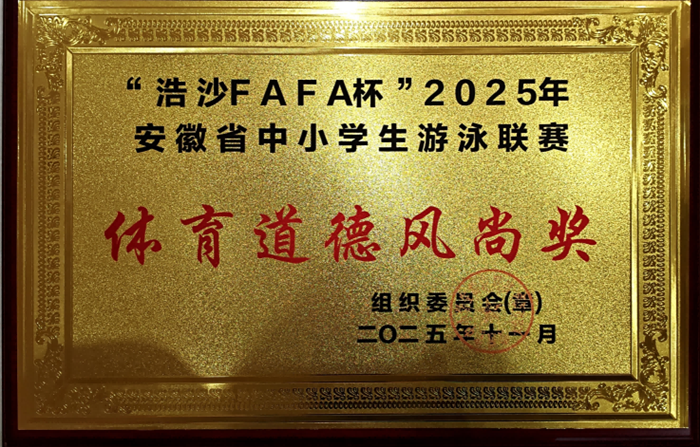 “浩沙FAFA杯”2025年
安徽省中小学生游泳联赛
体育道德风尚奖
组织委员会(章)
二〇二五年十一月